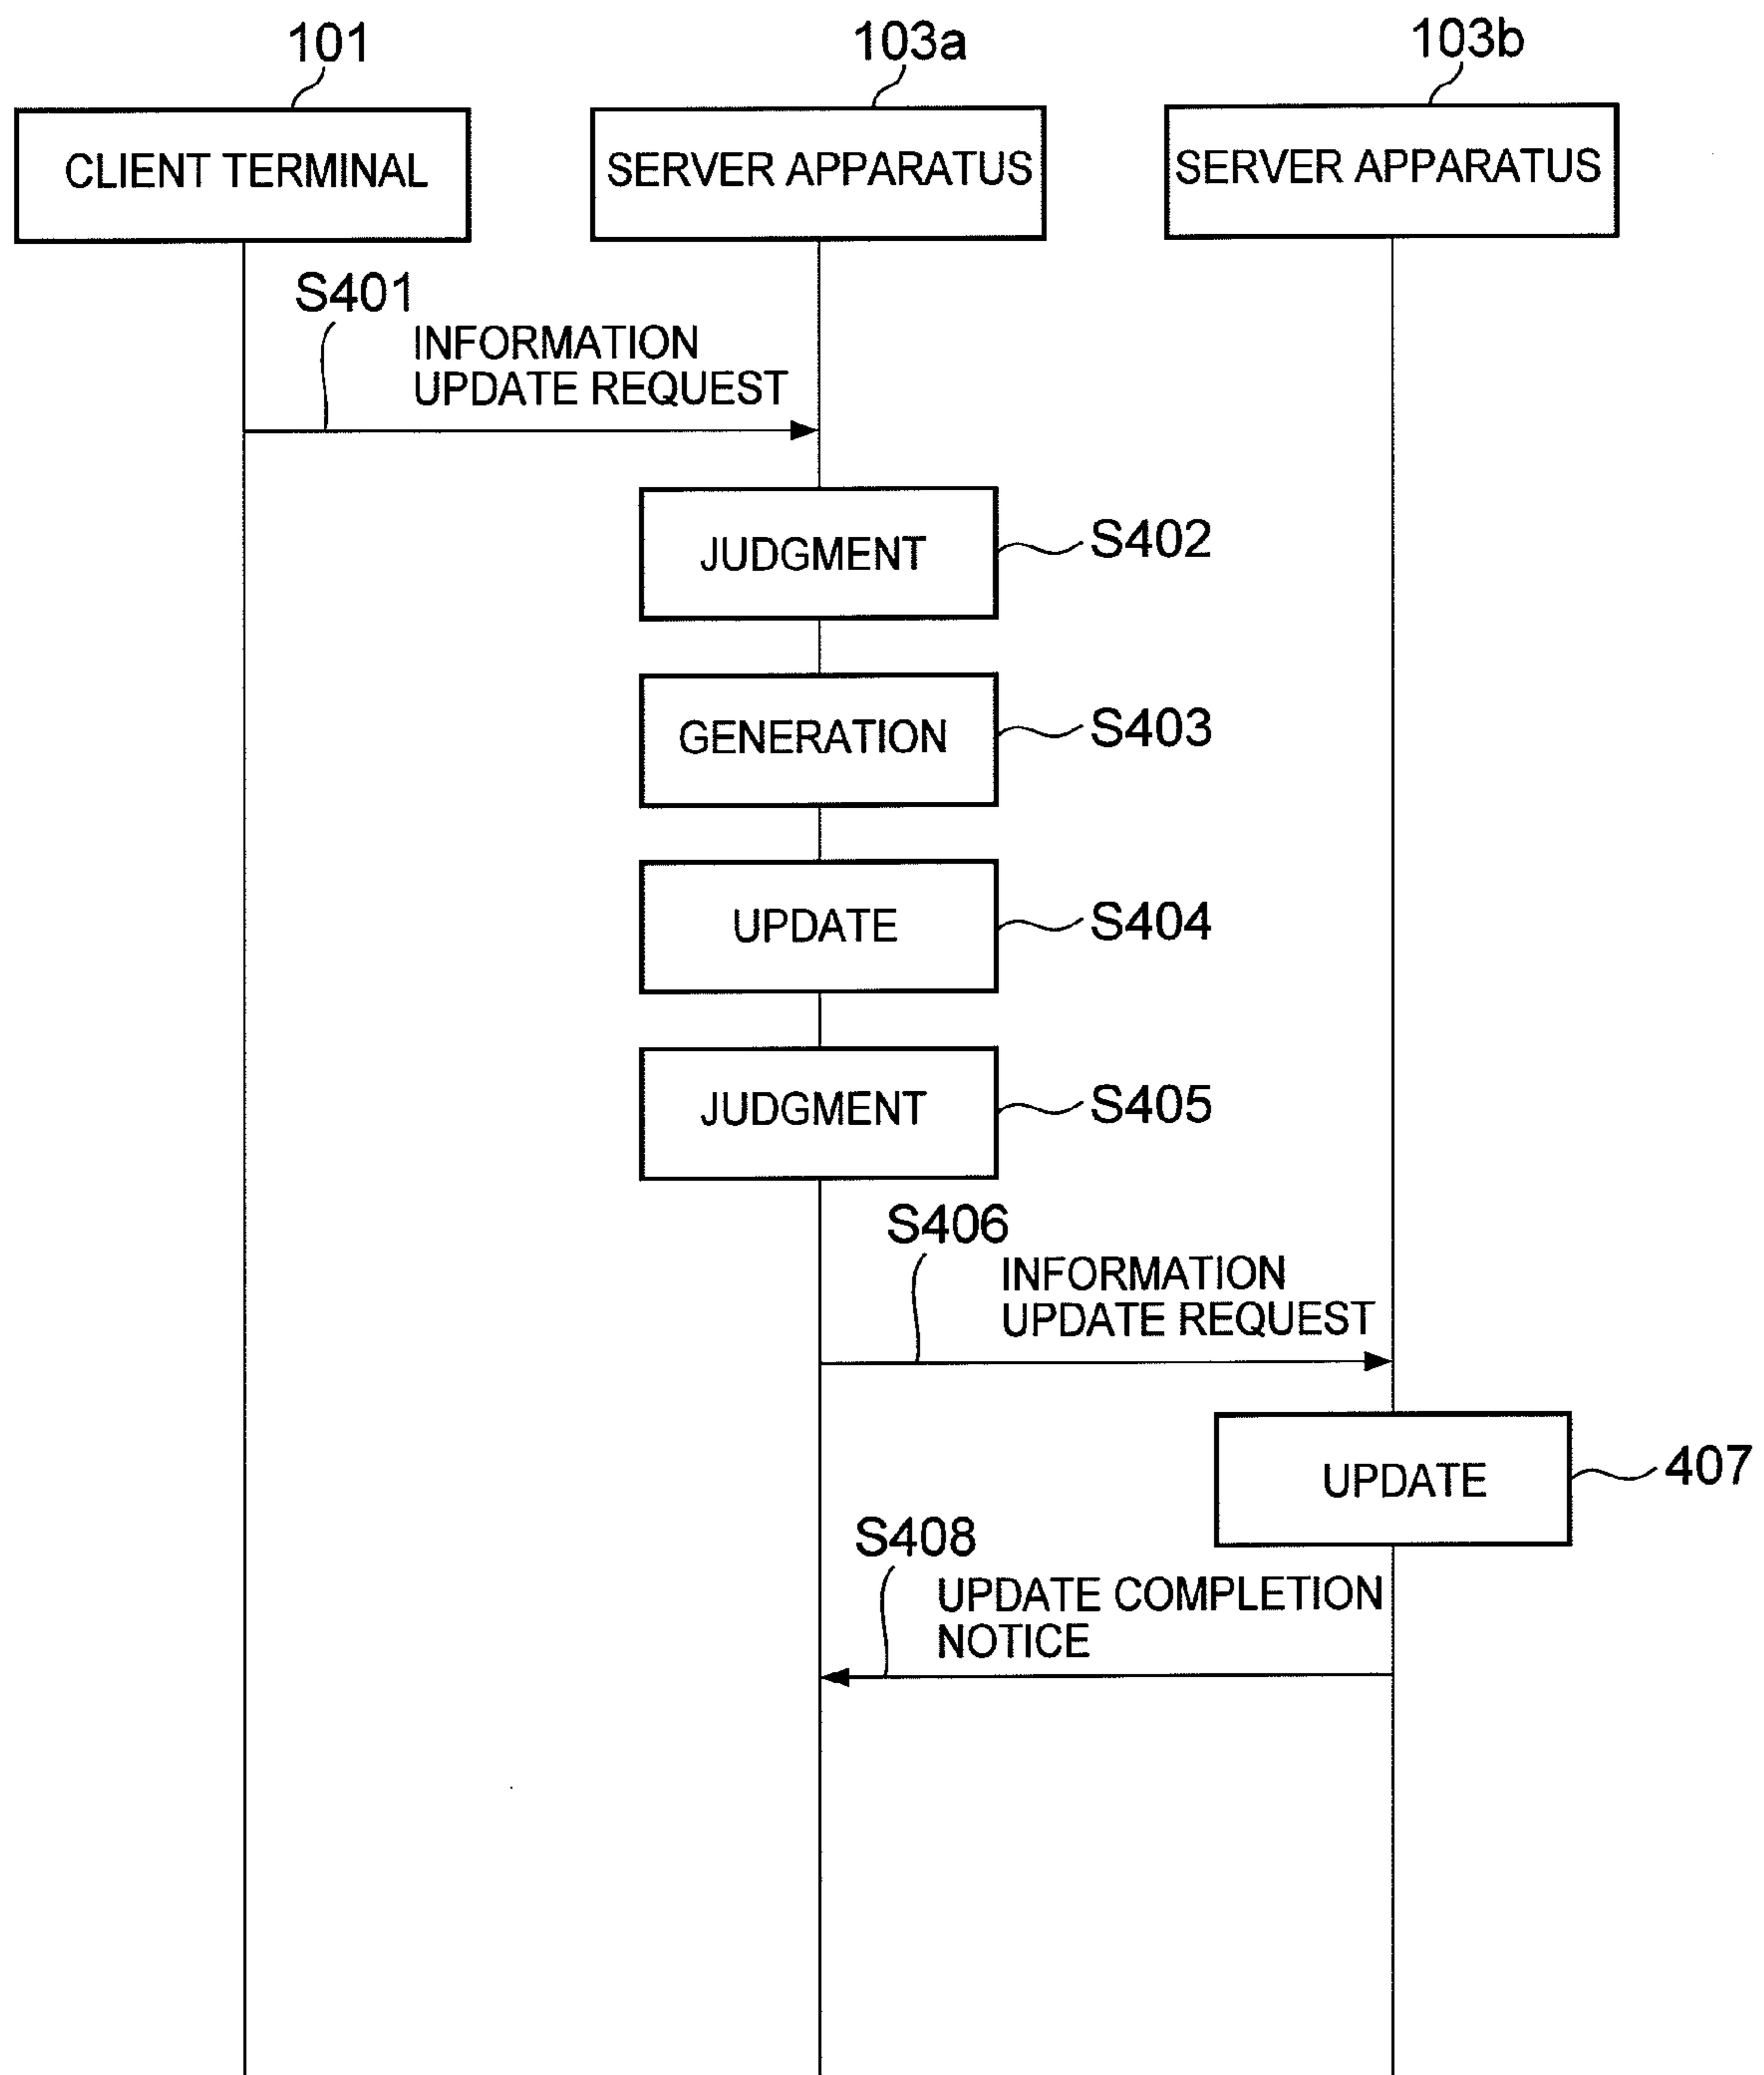 101
103a
103b
CLIENT TERMINAL
SERVER APPARATUS
SERVER APPARATUS
S401
INFORMATION
UPDATE REQUEST
JUDGMENT
S402
GENERATION
S403
UPDATE
S404
JUDGMENT
S405
S406
INFORMATION
UPDATE REQUEST
UPDATE
407
S408
UPDATE COMPLETION
NOTICE